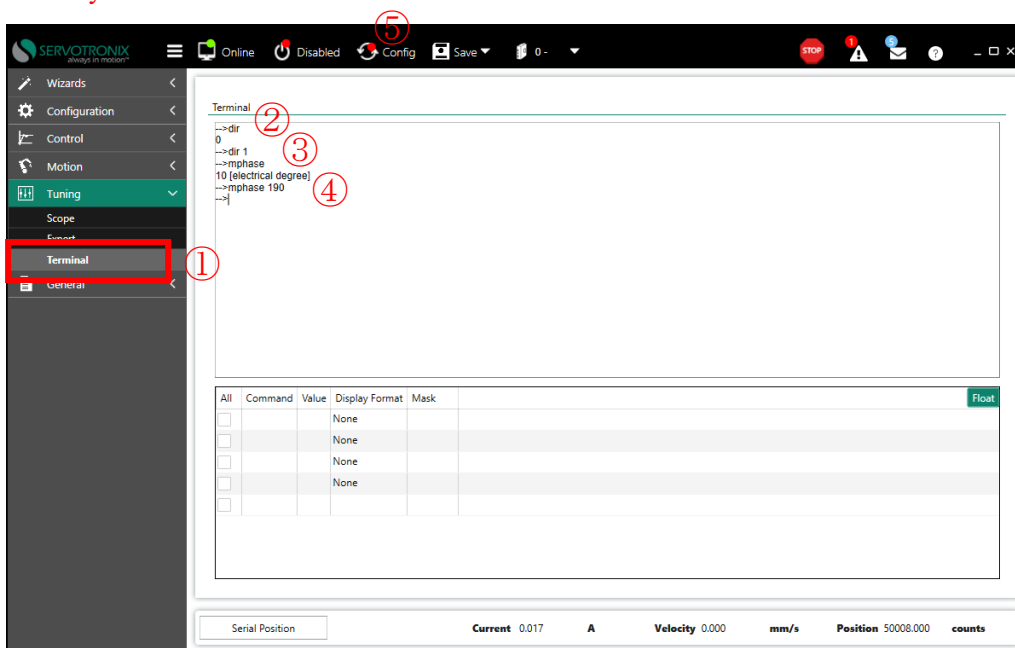 ⑤
SERVOTRONIX
always in motion™
Online
Disabled
Config
Save
0 -
STOP
1
5
?
Wizards
Configuration
Control
Motion
Tuning
Scope
Export
Terminal
General
①
Terminal
②
-->dir
0
③
-->dir 1
-->mphase
10 [electrical degree]
④
-->mphase 190
-->
All Command Value Display Format Mask Float
None
None
None
None
Serial Position Current 0.017 A Velocity 0.000 mm/s Position 50008.000 counts